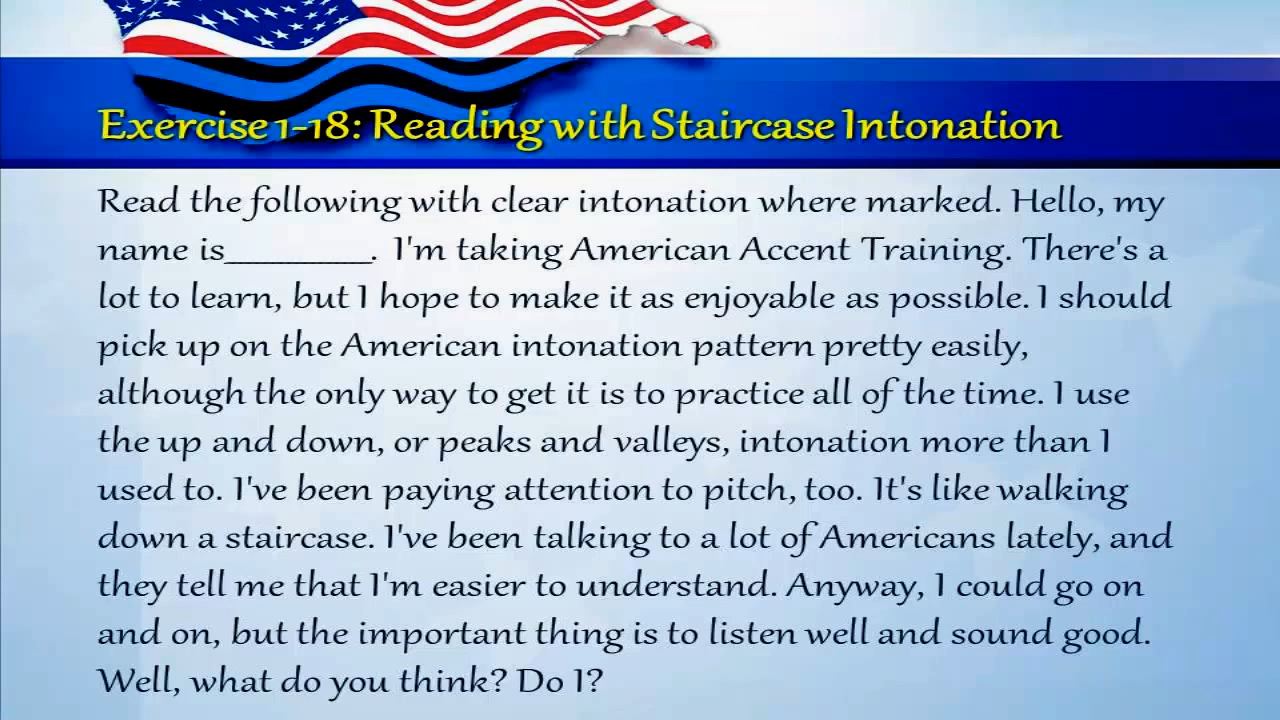 Exercise 1-18: Reading with Staircase Intonation
Read the following with clear intonation where marked. Hello, my
name is__________. I'm taking American Accent Training. There's a
lot to learn, but I hope to make it as enjoyable as possible. I should
pick up on the American intonation pattern pretty easily,
although the only way to get it is to practice all of the time. I use
the up and down, or peaks and valleys, intonation more than I
used to. I've been paying attention to pitch, too. It's like walking
down a staircase. I've been talking to a lot of Americans lately, and
they tell me that I'm easier to understand. Anyway, I could go on
and on, but the important thing is to listen well and sound good.
Well, what do you think? Do I?